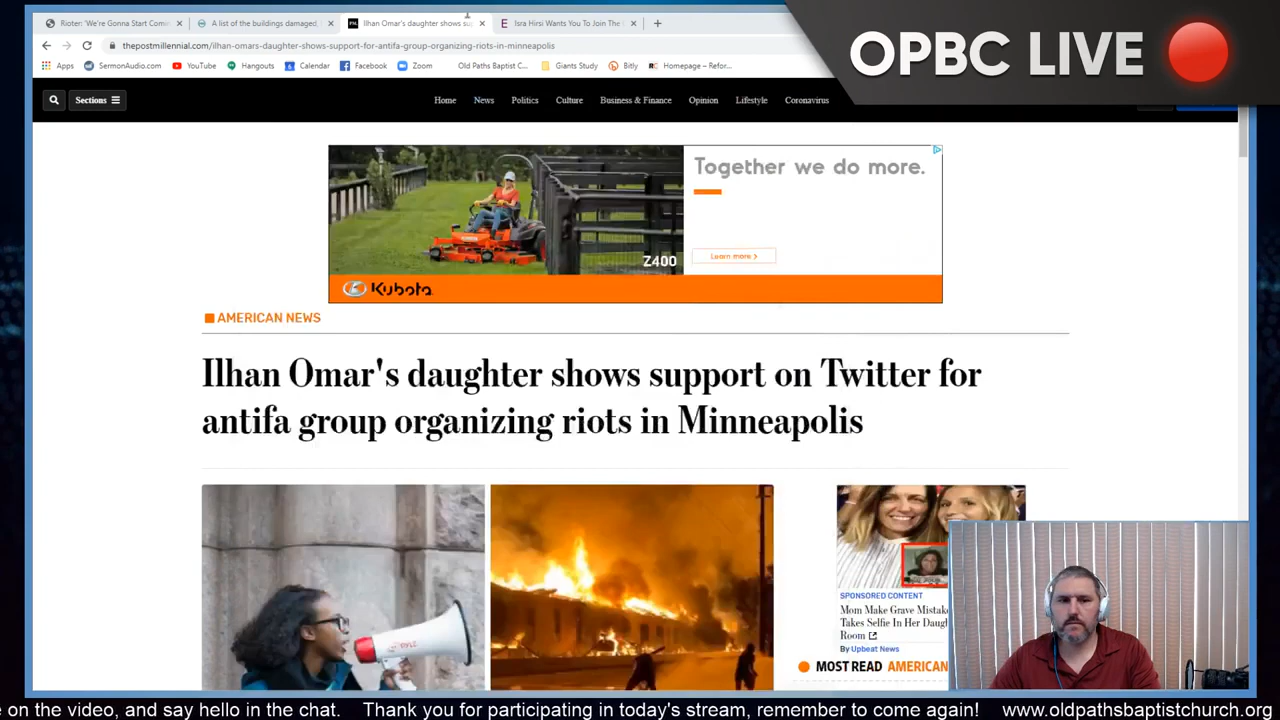 Rioter: 'We're Gonna Start Comin
A list of the buildings damaged,
Ilhan Omar's daughter shows su
Isra Hirsi Wants You To Join The
thepostmillennial.com/ilhan-omars-daughter-shows-support-for-antifa-group-organizing-riots-in-minneapolis
Apps SermonAudio.com YouTube Hangouts Calendar Facebook Zoom Old Paths Baptist C... Giants Study Bitly Homepage – Refor...
OPBC LIVE
Sections
Home News Politics Culture Business & Finance Opinion Lifestyle Coronavirus
Together we do more.
Learn more >
Z400
Kubota
AMERICAN NEWS
Ilhan Omar's daughter shows support on Twitter for
antifa group organizing riots in Minneapolis
SPONSORED CONTENT
Mom Make Grave Mistak
Takes Selfie In Her Daug
Room
By Upbeat News
MOST READ AMERICAN
e on the video, and say hello in the chat. Thank you for participating in today's stream, remember to come again! www.oldpathsbaptistchurch.org